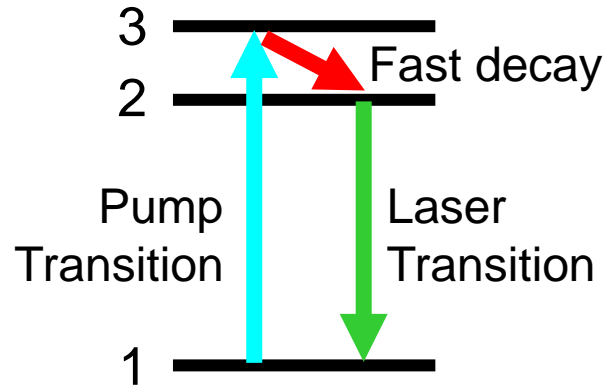 3
Fast decay
2
Pump
Transition
Laser
Transition
1